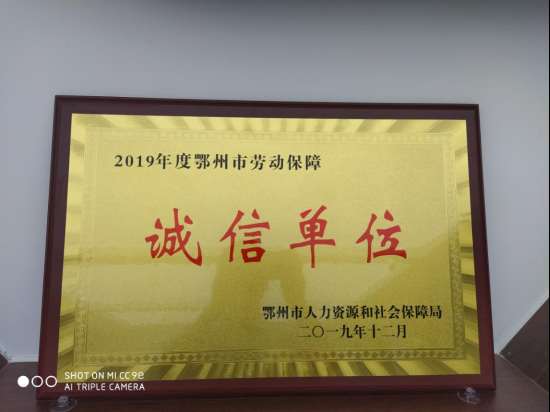 2019年度鄂州市劳动保障
诚信单位
鄂州市人力资源和社会保障局
二〇一九年十二月
SHOT ON MI CC9e
AI TRIPLE CAMERA